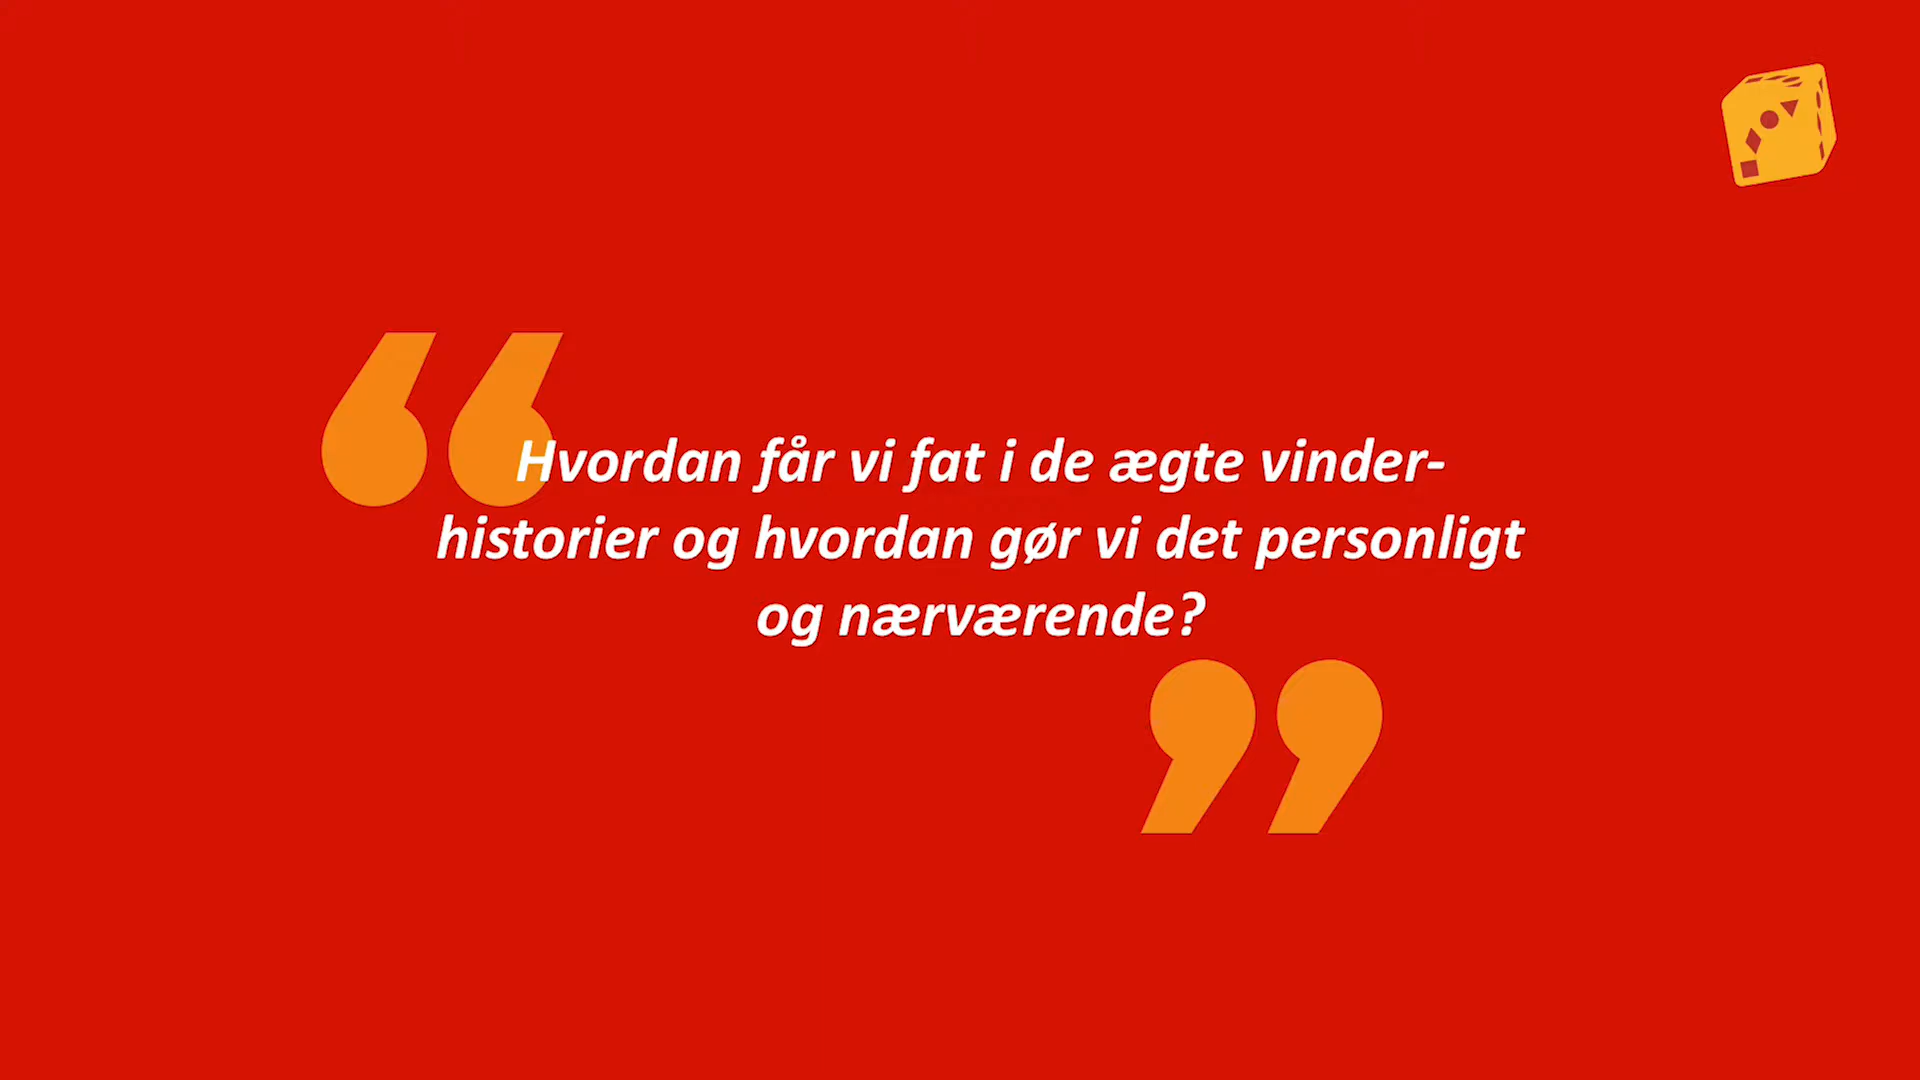 “Hvordan får vi fat i de ægte vinder-
historier og hvordan gør vi det personligt
og nærværende?”